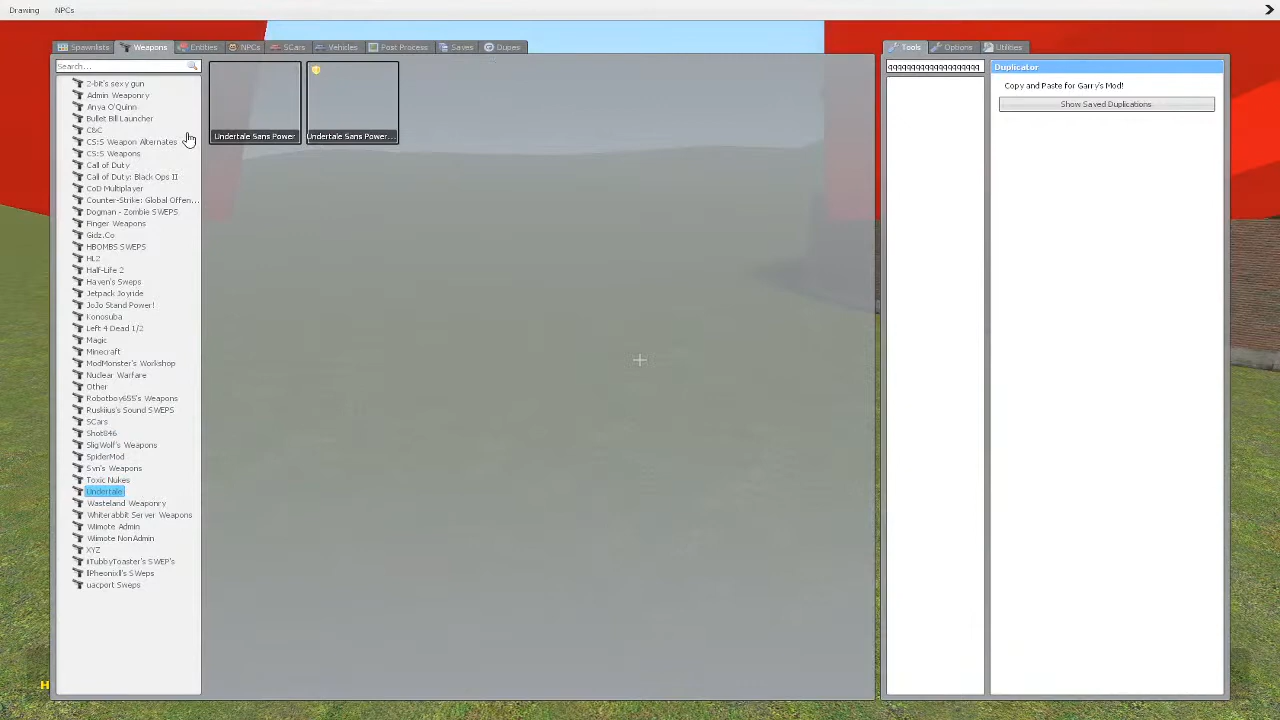 Drawing NPCs
Spawnlists Weapons Entities NPCs SCars Vehicles Post Process Saves Dupes
Tools Options Utilities
Search...
2-bit's sexy gun
Admin Weaponry
Anya O'Quinn
Bullet Bill Launcher
C&C
CS:S Weapon Alternates
CS:S Weapons
Call of Duty
Call of Duty: Black Ops II
CoD Multiplayer
Counter-Strike: Global Offen...
Dogman - Zombie SWEPS
Finger Weapons
Gidz.Co
HBOMBS SWEPS
HL2
Half-Life 2
Haven's Sweps
Jetpack Joyride
JoJo Stand Power!
Konosuba
Left 4 Dead 1/2
Magic
Minecraft
ModMonster's Workshop
Nuclear Warfare
Other
Robotboy655's Weapons
Ruskiius's Sound SWEPS
SCars
Shot846
SligWolf's Weapons
SpiderMod
Svn's Weapons
Toxic Nukes
Undertale
Wasteland Weaponry
Whiterabbit Server Weapons
Wiimote Admin
Wiimote NonAdmin
XYZ
iiTubbyToaster's SWEP's
llPheonixll's SWeps
uacport Sweps
Undertale Sans Power
Undertale Sans Power...
qqqqqqqqqqqqqqqqqqq
Duplicator
Copy and Paste for Garry's Mod!
Show Saved Duplications
H